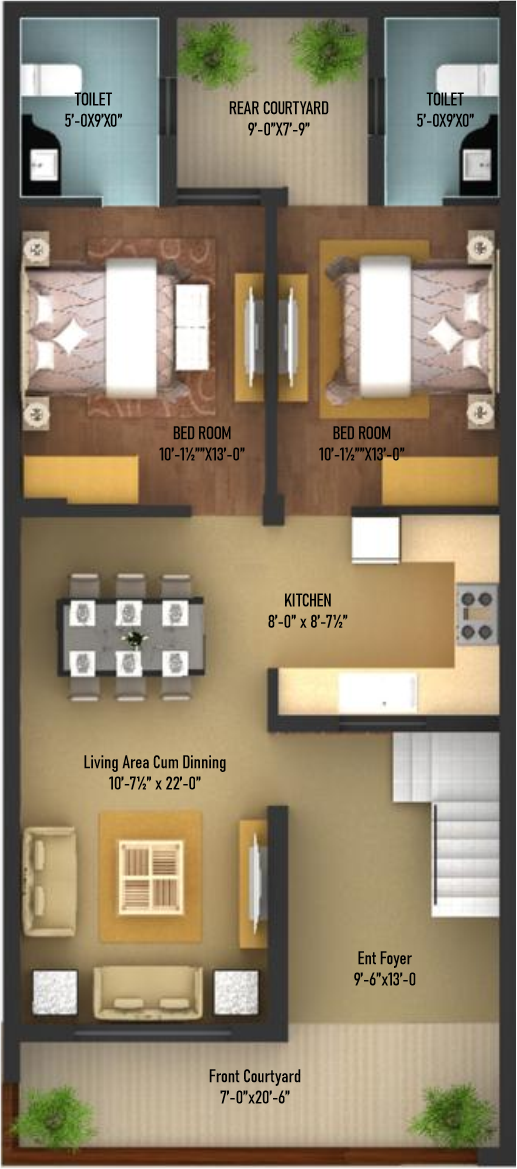 TOILET
5'-0X9'X0"
REAR COURTYARD
9'-0"X7'-9"
TOILET
5'-0X9'X0"
BED ROOM
10'-1½""X13'-0"
BED ROOM
10'-1½""X13'-0"
KITCHEN
8'-0" x 8'-7½"
Living Area Cum Dinning
10'-7½" x 22'-0"
Ent Foyer
9'-6"x13'-0
Front Courtyard
7'-0"x20'-6"